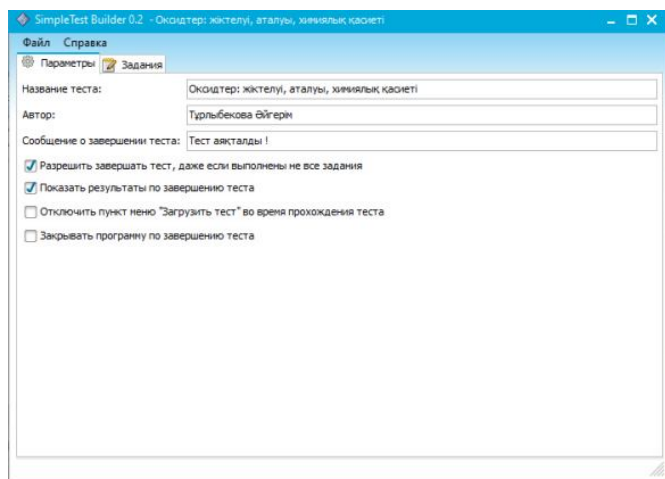 SimpleTest Builder 0.2 - Оксидтер: жіктелуі, аталуы, химиялық қасиеті
Файл Справка
Параметры Задания
Название теста: Оксидтер: жіктелуі, аталуы, химиялық қасиеті
Автор: Тұрлыбекова Әйгерім
Сообщение о завершении теста: Тест аяқталды !
Разрешить завершать тест, даже если выполнены не все задания
Показать результаты по завершению теста
Отключить пункт меню "Загрузить тест" во время прохождения теста
Закрывать программу по завершению теста